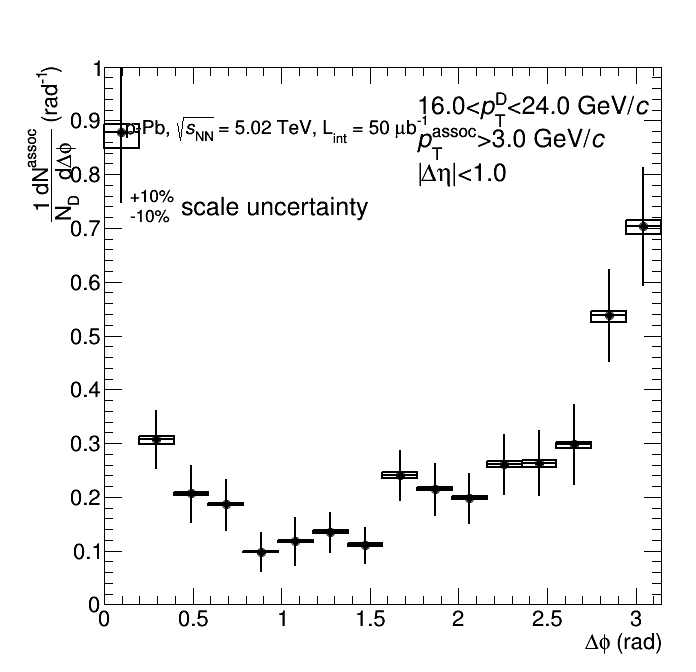 1 dN^assoc / N_D dΔφ (rad^-1)
p-Pb, √s_NN = 5.02 TeV, L_int = 50 μb^-1
16.0<p_T^D<24.0 GeV/c
p_T^assoc>3.0 GeV/c
|Δη|<1.0
+10% -10% scale uncertainty
1
0.9
0.8
0.7
0.6
0.5
0.4
0.3
0.2
0.1
0
0 0.5 1 1.5 2 2.5 3
Δφ (rad)